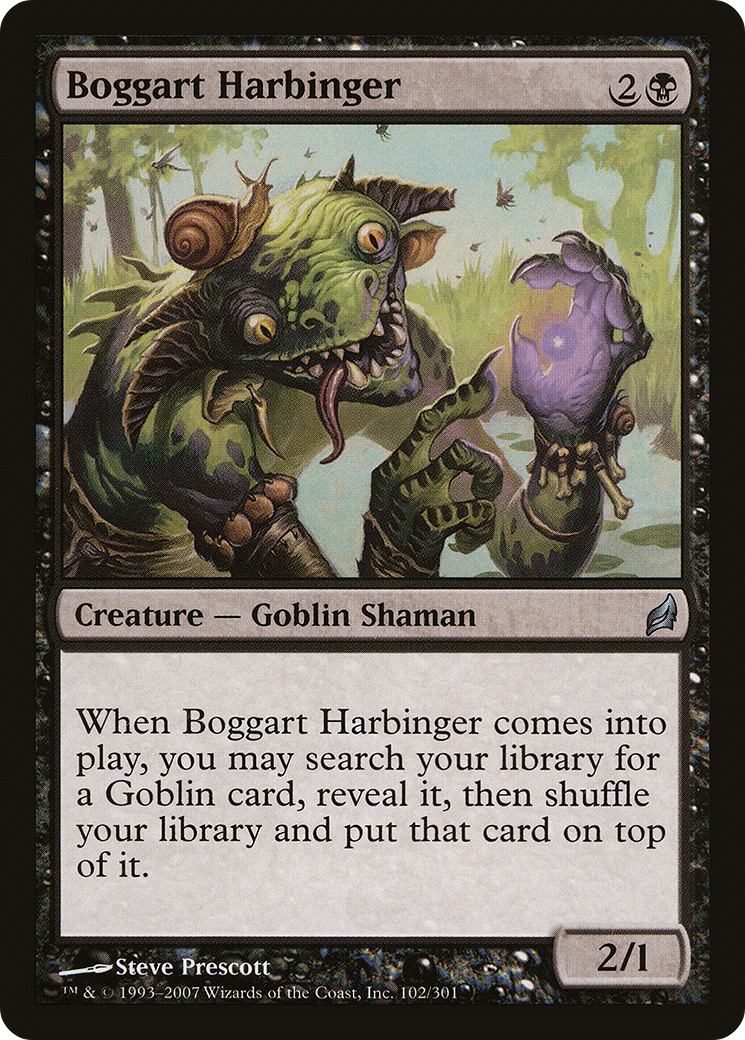 Boggart Harbinger 2
Creature — Goblin Shaman
When Boggart Harbinger comes into
play, you may search your library for
a Goblin card, reveal it, then shuffle
your library and put that card on top
of it.
2/1
Steve Prescott
™ & © 1993–2007 Wizards of the Coast, Inc. 102/301